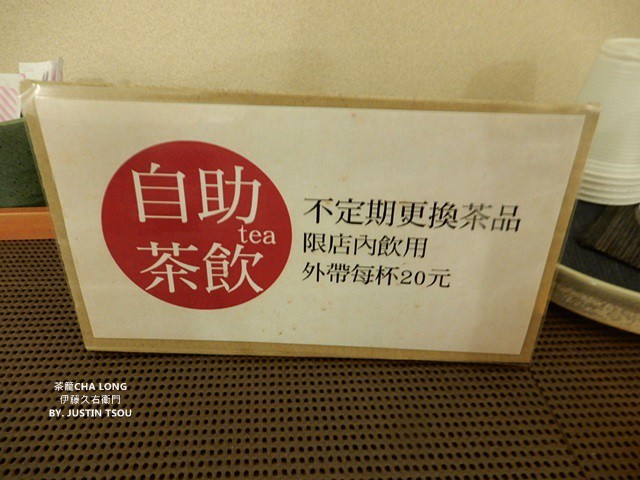 自助
tea
茶飲
不定期更換茶品
限店內飲用
外帶每杯20元
茶籠CHA LONG
伊藤久右衛門
BY. JUSTIN TSOU